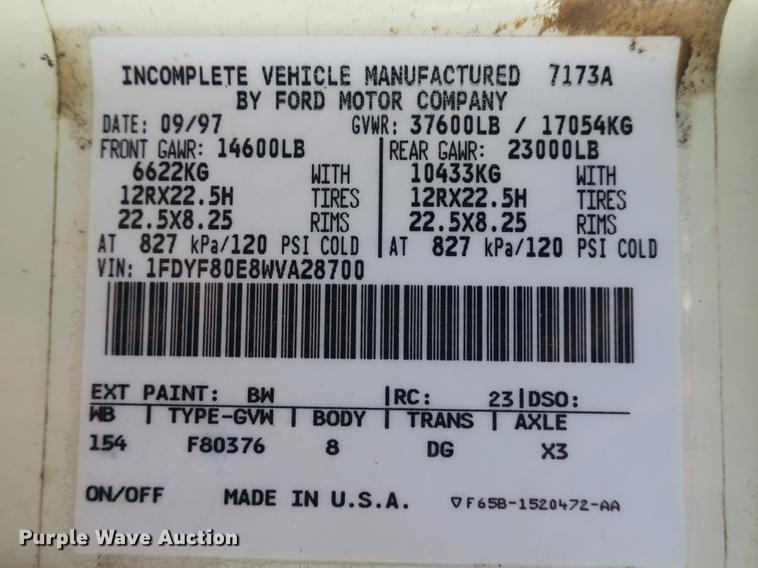 INCOMPLETE VEHICLE MANUFACTURED 7173A
BY FORD MOTOR COMPANY
DATE: 09/97 GVWR: 37600LB / 17054KG
FRONT GAWR: 14600LB REAR GAWR: 23000LB
6622KG WITH 10433KG WITH
12RX22.5H TIRES 12RX22.5H TIRES
22.5X8.25 RIMS 22.5X8.25 RIMS
AT 827 kPa/120 PSI COLD AT 827 kPa/120 PSI COLD
VIN: 1FDYF80E8WVA28700
EXT PAINT: BW |RC: 23|DSO:
WB | TYPE-GVW | BODY | TRANS | AXLE
154 F80376 8 DG X3
ON/OFF MADE IN U.S.A. ▽F65B-1520472-AA
Purple Wave Auction